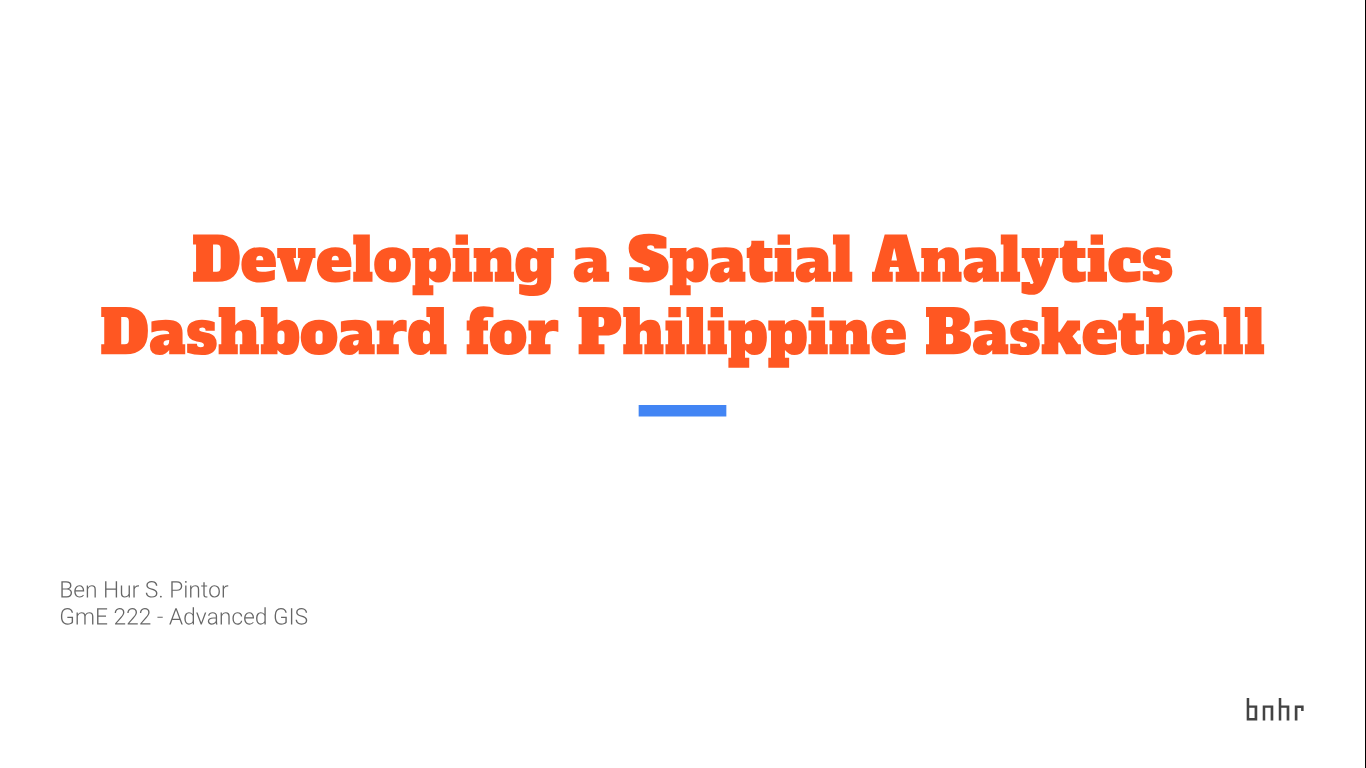 Developing a Spatial Analytics
Dashboard for Philippine Basketball
Ben Hur S. Pintor
GmE 222 - Advanced GIS
bnhr